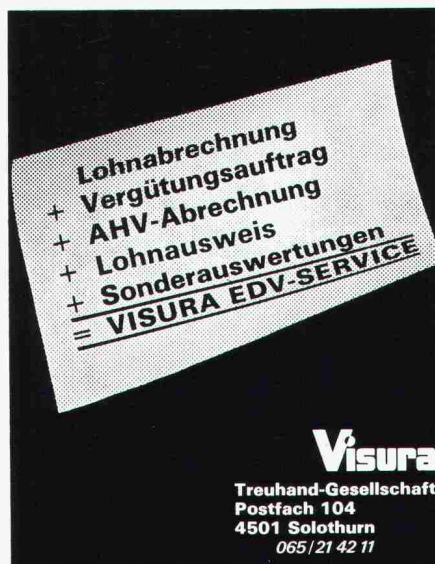 Lohnabrechnung
+ Vergütungsauftrag
+ AHV-Abrechnung
+ Lohnausweis
+ Sonderauswertungen
= VISURA EDV-SERVICE
Visura
Treuhand-Gesellschaft
Postfach 104
4501 Solothurn
065/21 42 11